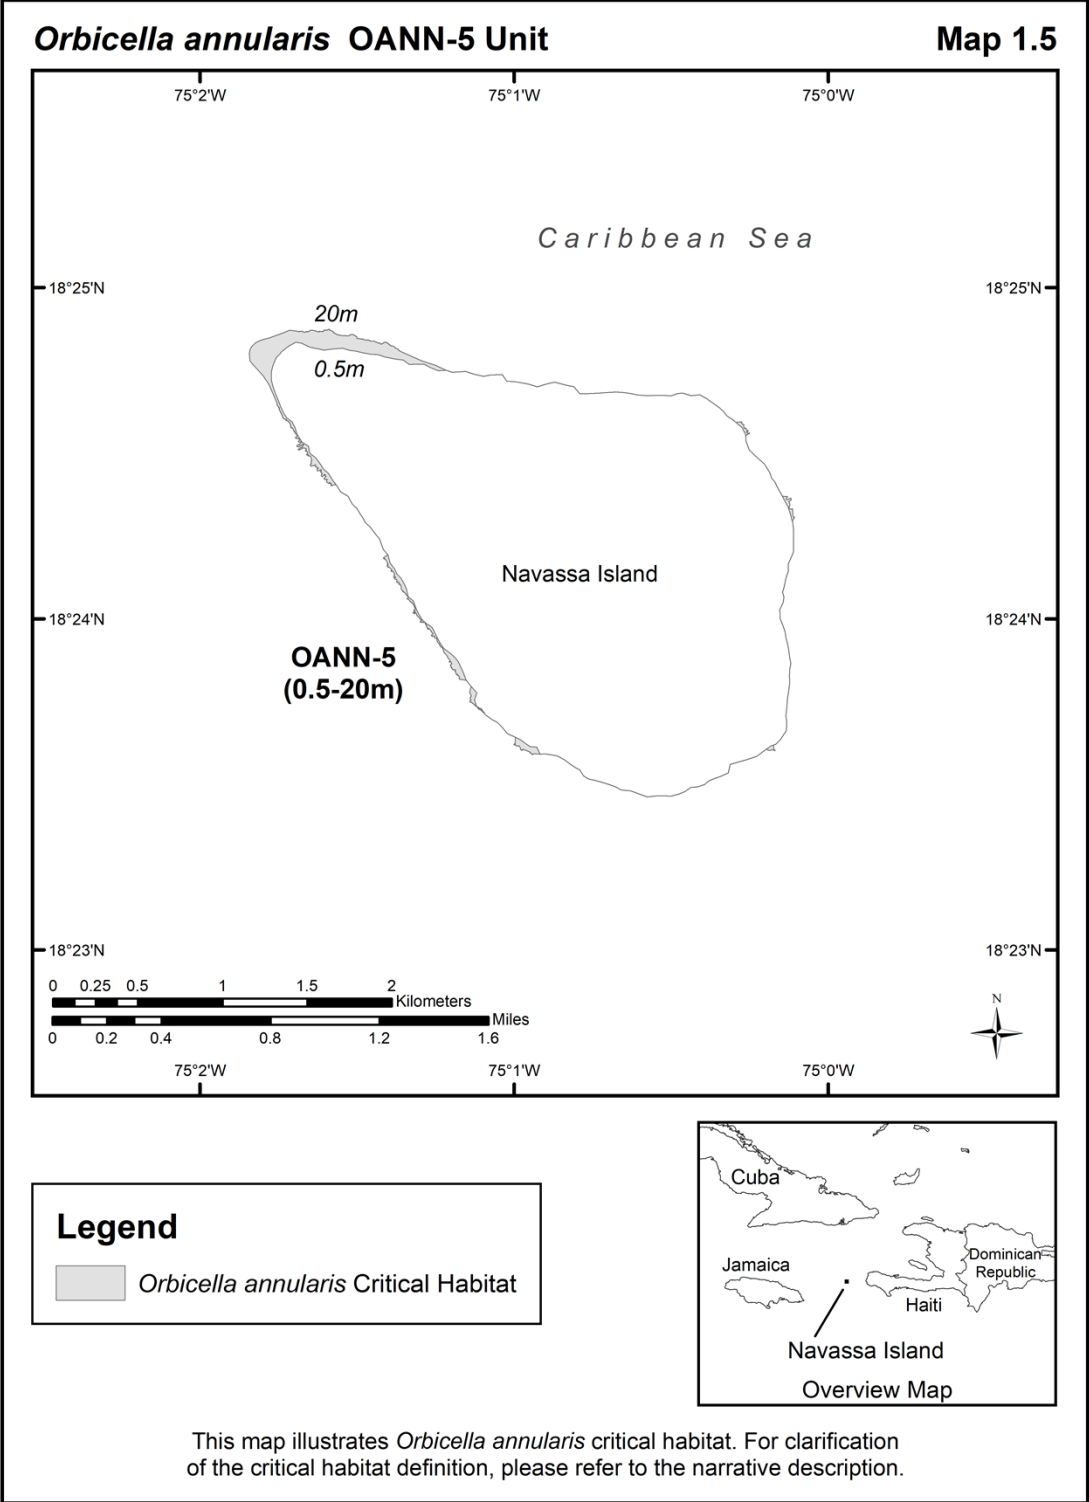 Orbicella annularis OANN-5 Unit Map 1.5
75°2'W 75°1'W 75°0'W
Caribbean Sea
18°25'N 18°25'N
20m
0.5m
Navassa Island
18°24'N 18°24'N
OANN-5
(0.5-20m)
18°23'N 18°23'N
0 0.25 0.5 1 1.5 2
Kilometers
Miles
0 0.2 0.4 0.8 1.2 1.6
N
75°2'W 75°1'W 75°0'W
Legend
Orbicella annularis Critical Habitat
Cuba
Jamaica
Dominican
Republic
Haiti
Navassa Island
Overview Map
This map illustrates Orbicella annularis critical habitat. For clarification
of the critical habitat definition, please refer to the narrative description.